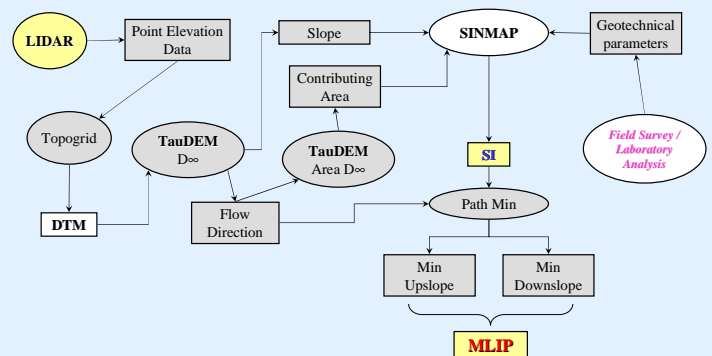 LIDAR
Point Elevation
Data
Slope
SINMAP
Geotechnical
parameters
Contributing
Area
Topogrid
TauDEM
D∞
TauDEM
Area D∞
Field Survey /
Laboratory
Analysis
SI
DTM
Flow
Direction
Path Min
Min
Upslope
Min
Downslope
MLIP